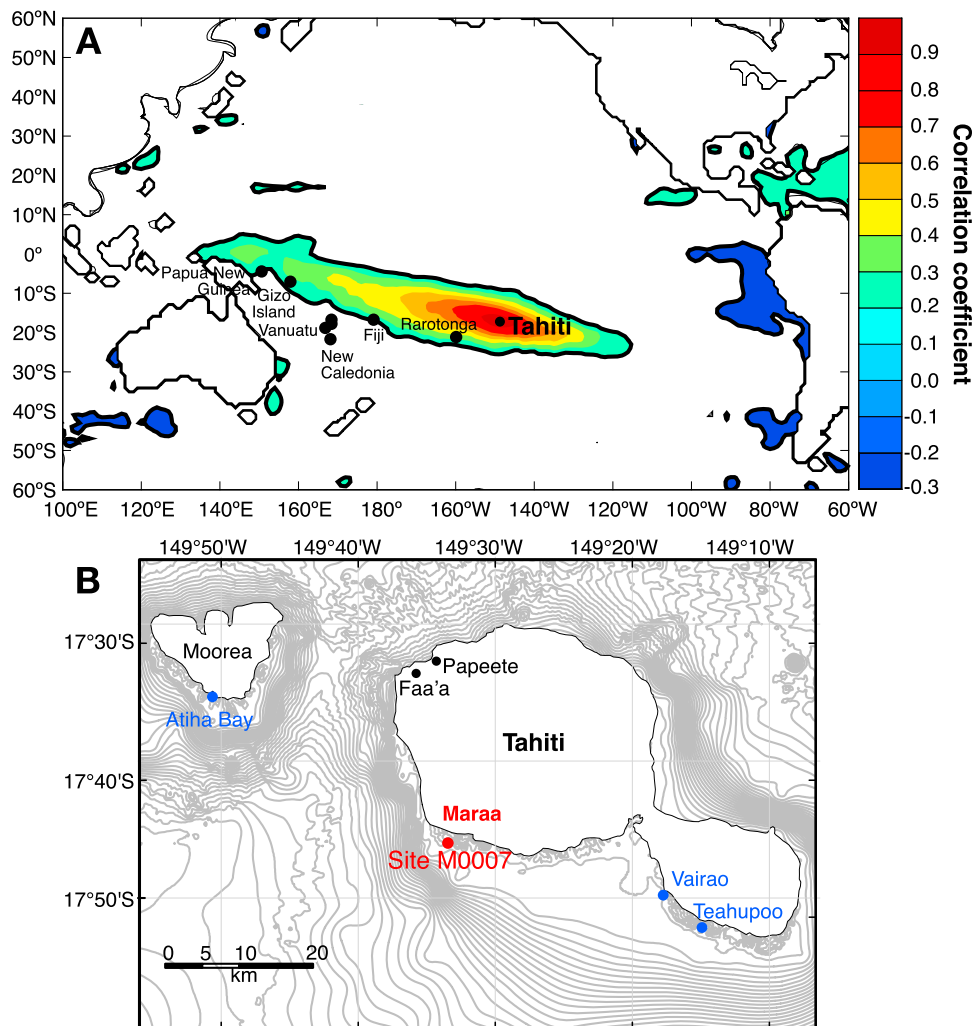 A
60°N
50°N
40°N
30°N
20°N
10°N
0°
10°S
20°S
30°S
40°S
50°S
60°S
100°E
120°E
140°E
160°E
180°W
160°W
140°W
120°W
100°W
80°W
60°W
Papua New
Guinea
Gizo
Island
Vanuatu
Fiji
New
Caledonia
Rarotonga
Tahiti
0.9
0.8
0.7
0.6
0.5
0.4
0.3
0.2
0.1
0.0
-0.1
-0.2
-0.3
Correlation coefficient
149°50'W
149°40'W
149°30'W
149°20'W
149°10'W
B
17°30'S
17°40'S
17°50'S
Moorea
Atiha Bay
Papeete
Faa'a
Tahiti
Maraa
Site M0007
Vairao
Teahupoo
0 5 10 20
km